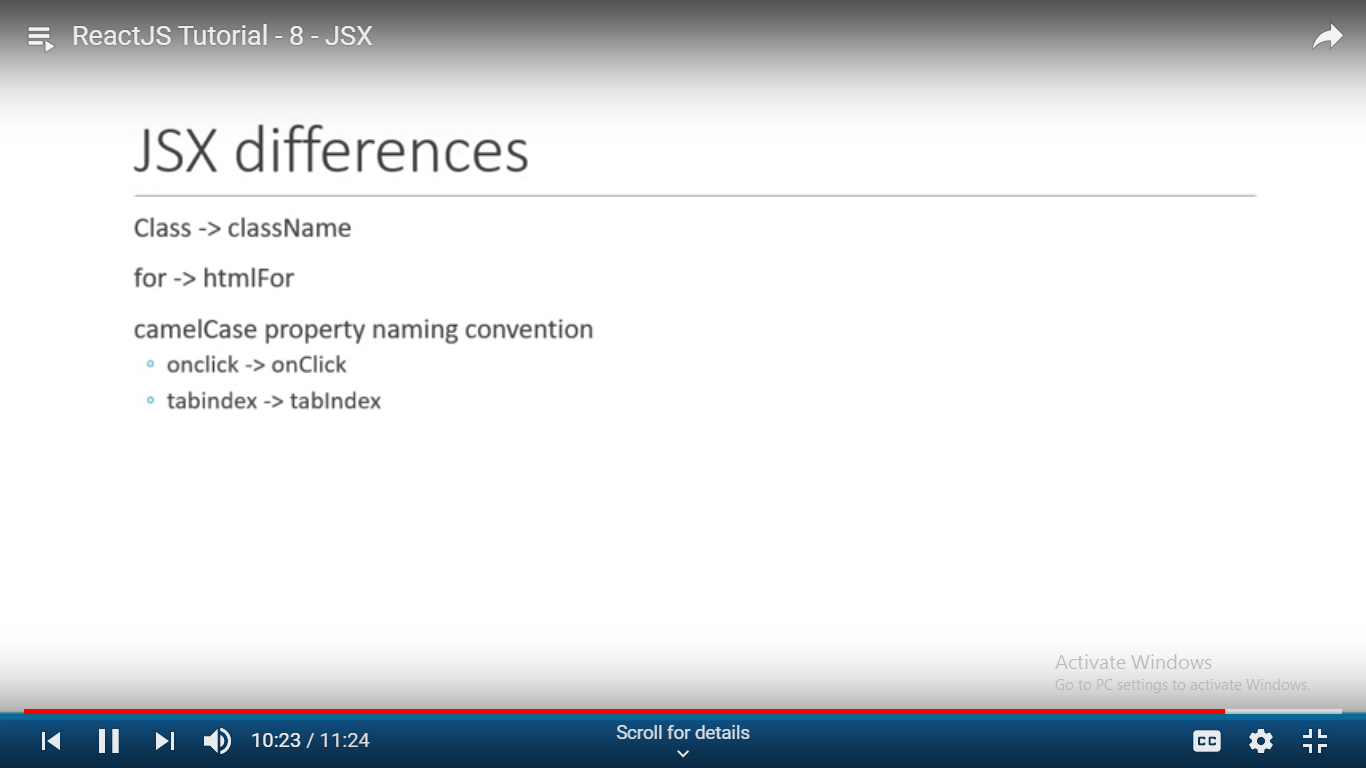 ReactJS Tutorial - 8 - JSX
JSX differences
Class -> className
for -> htmlFor
camelCase property naming convention
onclick -> onClick
tabindex -> tabIndex
Activate Windows
Go to PC settings to activate Windows.
10:23 / 11:24
Scroll for details
CC